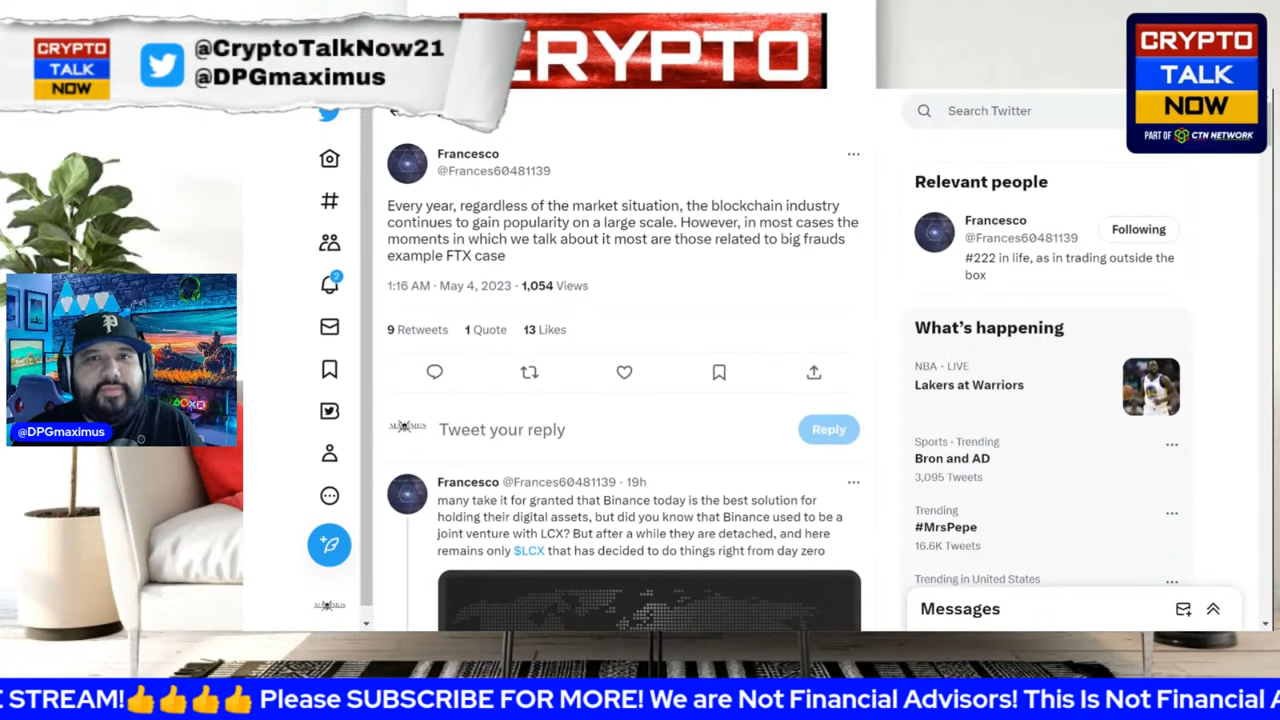 CRYPTO
TALK
NOW
@CryptoTalkNow21
@DPGmaximus
CRYPTO
CRYPTO
TALK
NOW
PART OF CTN NETWORK
Search Twitter
Francesco
@Frances60481139
Every year, regardless of the market situation, the blockchain industry
continues to gain popularity on a large scale. However, in most cases the
moments in which we talk about it most are those related to big frauds
example FTX case
1:16 AM · May 4, 2023 · 1,054 Views
9 Retweets 1 Quote 13 Likes
Tweet your reply
Reply
Francesco @Frances60481139 · 19h
many take it for granted that Binance today is the best solution for
holding their digital assets, but did you know that Binance used to be a
joint venture with LCX? But after a while they are detached, and here
remains only $LCX that has decided to do things right from day zero
Relevant people
Francesco
@Frances60481139
Following
#222 in life, as in trading outside the
box
What's happening
NBA · LIVE
Lakers at Warriors
Sports · Trending
Bron and AD
3,095 Tweets
Trending
#MrsPepe
16.6K Tweets
Trending in United States
Messages
2
P
@DPGmaximus
E STREAM!👍👍👍👍 Please SUBSCRIBE FOR MORE! We are Not Financial Advisors! This Is Not Financial A